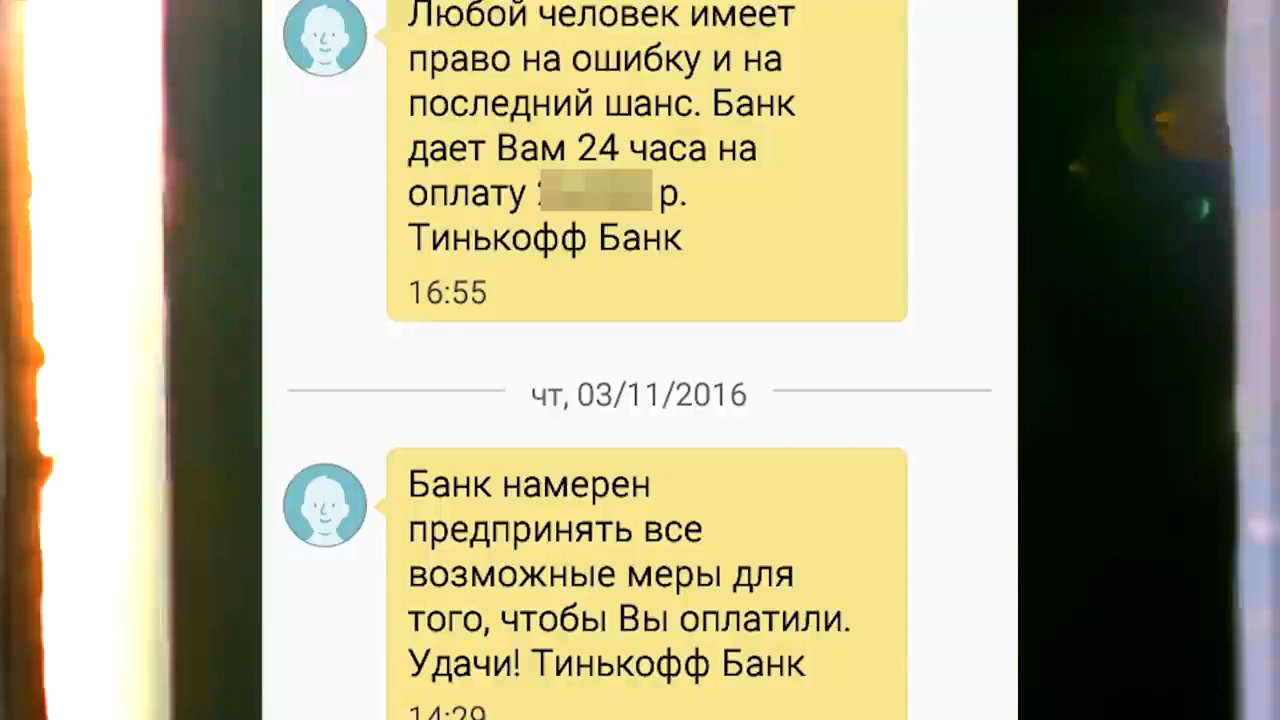 Любой человек имеет
право на ошибку и на
последний шанс. Банк
дает Вам 24 часа на
оплату р.
Тинькофф Банк
16:55
чт, 03/11/2016
Банк намерен
предпринять все
возможные меры для
того, чтобы Вы оплатили.
Удачи! Тинькофф Банк
14:29